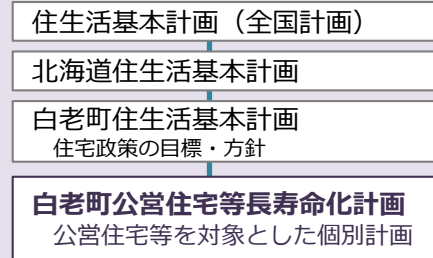 住生活基本計画（全国計画）
北海道住生活基本計画
白老町住生活基本計画
住宅政策の目標・方針
白老町公営住宅等長寿命化計画
公営住宅等を対象とした個別計画